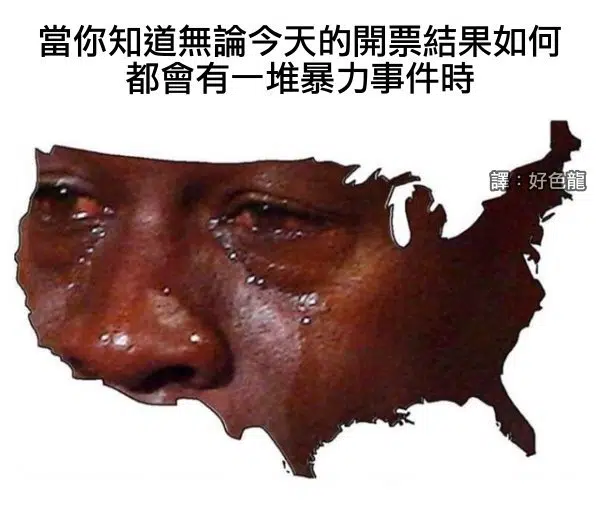 當你知道無論今天的開票結果如何
都會有一堆暴力事件時
譯：好色龍